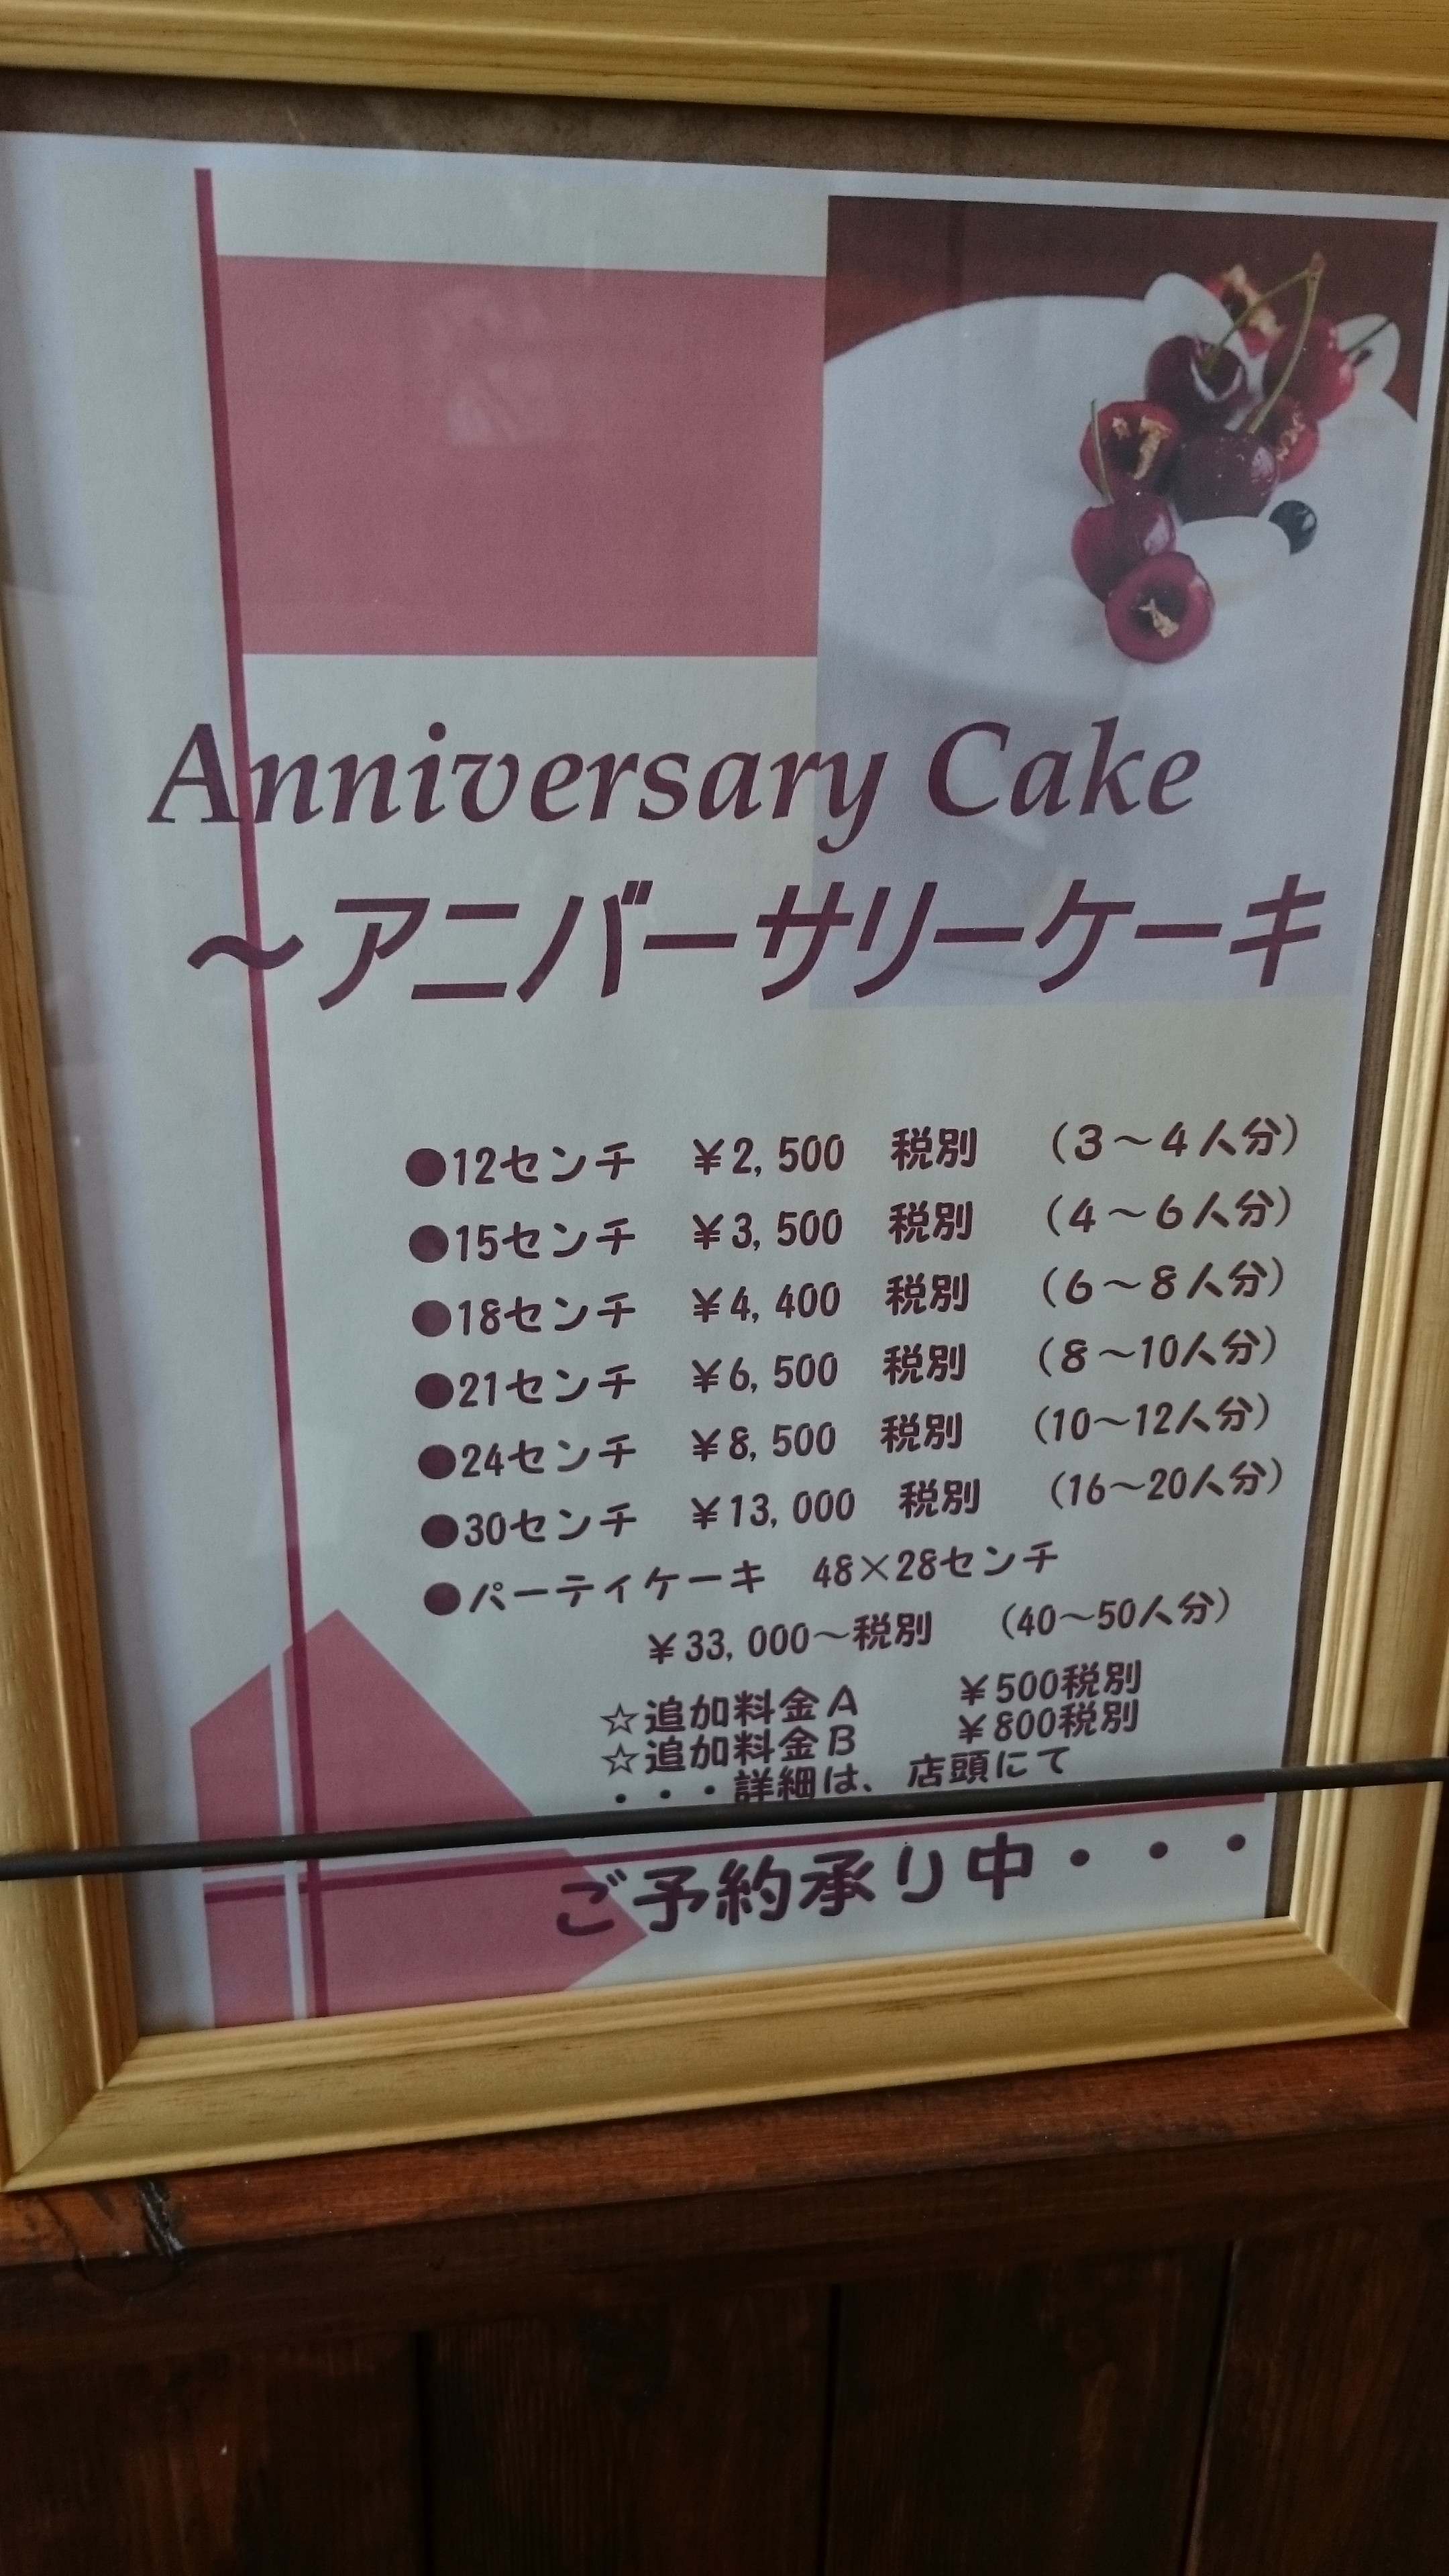 Anniversary Cake
～アニバーサリーケーキ
●12センチ ￥2,500 税別 (3～4人分)
●15センチ ￥3,500 税別 (4～6人分)
●18センチ ￥4,400 税別 (6～8人分)
●21センチ ￥6,500 税別 (8～10人分)
●24センチ ￥8,500 税別 (10～12人分)
●30センチ ￥13,000 税別 (16～20人分)
●パーティケーキ 48×28センチ
￥33,000～税別 (40～50人分)
☆追加料金A ￥500税別
☆追加料金B ￥800税別
・・・詳細は、店頭にて
ご予約承り中・・・